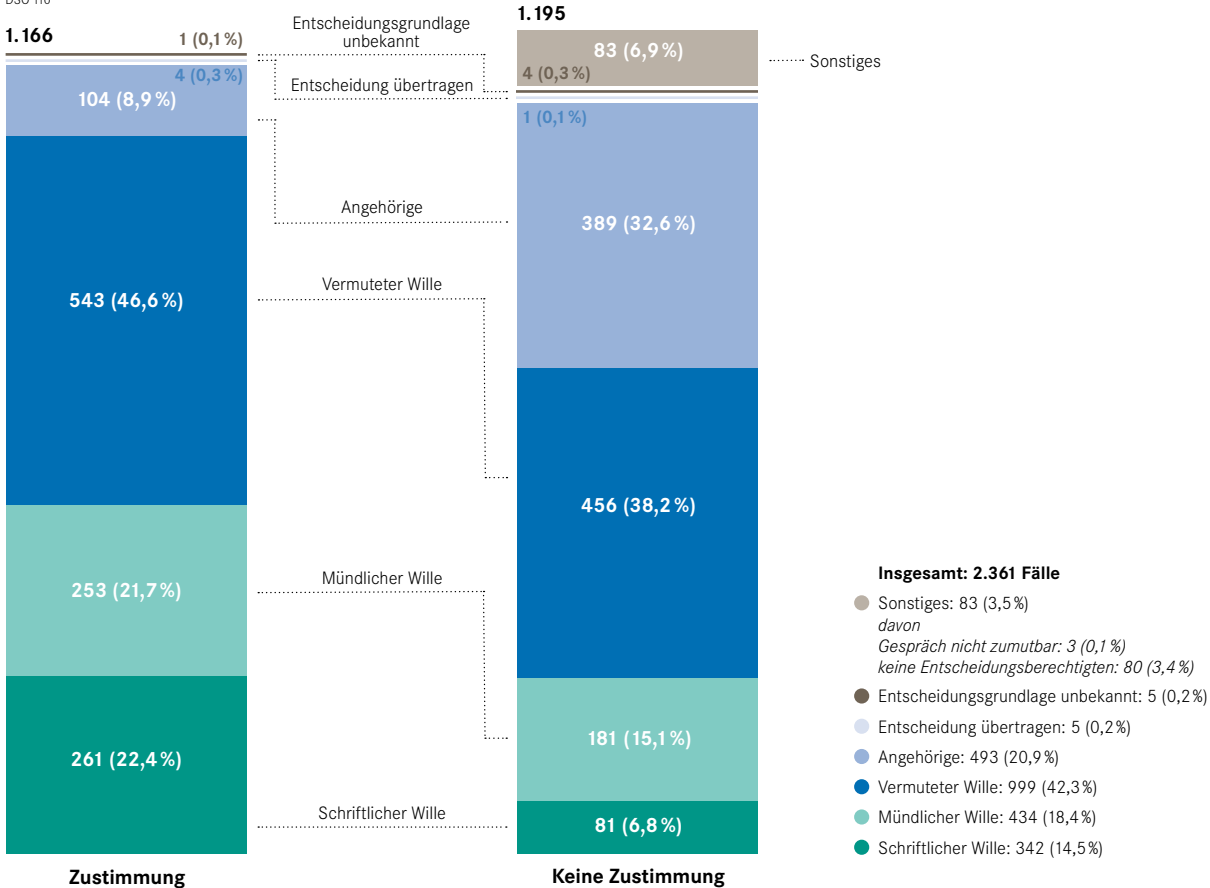 1.166
1 (0,1 %)
4 (0,3 %)
104 (8,9 %)
543 (46,6 %)
253 (21,7 %)
261 (22,4 %)
Zustimmung
Entscheidungsgrundlage
unbekannt
Entscheidung übertragen
Angehörige
Vermuteter Wille
Mündlicher Wille
Schriftlicher Wille
1.195
83 (6,9 %)
4 (0,3 %)
1 (0,1 %)
389 (32,6 %)
456 (38,2 %)
181 (15,1 %)
81 (6,8 %)
Keine Zustimmung
Sonstiges
Insgesamt: 2.361 Fälle
Sonstiges: 83 (3,5 %)
davon
Gespräch nicht zumutbar: 3 (0,1 %)
keine Entscheidungsberechtigten: 80 (3,4 %)
Entscheidungsgrundlage unbekannt: 5 (0,2 %)
Entscheidung übertragen: 5 (0,2 %)
Angehörige: 493 (20,9 %)
Vermuteter Wille: 999 (42,3 %)
Mündlicher Wille: 434 (18,4 %)
Schriftlicher Wille: 342 (14,5 %)